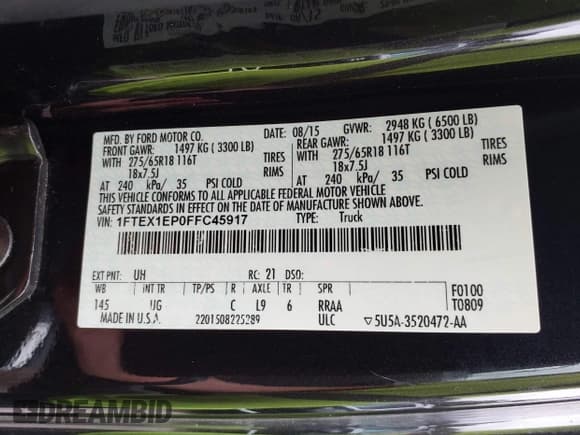 MFD. BY FORD MOTOR CO.
DATE: 08/15 GVWR: 2948 KG ( 6500 LB)
FRONT GAWR: 1497 KG ( 3300 LB) REAR GAWR: 1497 KG ( 3300 LB)
WITH 275/65R18 116T TIRES WITH 275/65R18 116T TIRES
18x7.5J RIMS 18x7.5J RIMS
AT 240 kPa/ 35 PSI COLD AT 240 kPa/ 35 PSI COLD
THIS VEHICLE CONFORMS TO ALL APPLICABLE FEDERAL MOTOR VEHICLE
SAFETY STANDARDS IN EFFECT ON THE DATE OF MANUFACTURE SHOWN ABOVE.
VIN: 1FTEX1EP0FFC45917 TYPE: Truck
EXT PNT: UH RC: 21 DSO:
WB INT TR TP/PS R AXLE TR SPR
145 UG C L9 6 RRAA
F0100
T0809
MADE IN U.S.A. 2201508225289 ULC ▽5U5A-3520472-AA
DREAMBID